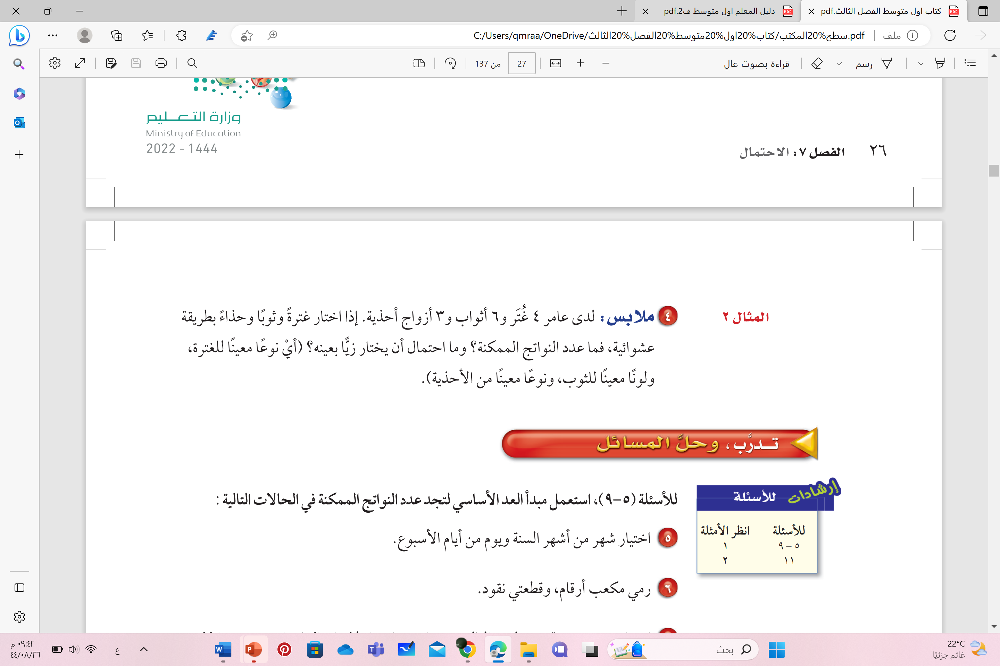 كتاب اول متوسط الفصل الثالث.pdf
دليل المعلم اول متوسط ف2.pdf
ملف
C:/Users/qmraa/OneDrive/سطح%20المكتب/كتاب%20اول%20متوسط%20الفصل%20الثالث.pdf
قراءة بصوت عالٍ
رسم
27
من 137
وزارة التعليم
Ministry of Education
2022 - 1444
٢٦ الفصل ٧: الاحتمال
المثال ٢
٤ ملابس: لدى عامر ٤ غُتَر و٦ أثواب و٣ أزواج أحذية. إذا اختار غترةً وثوبًا وحذاءً بطريقة
عشوائية، فما عدد النواتج الممكنة؟ وما احتمال أن يختار زيًّا بعينه؟ (أيْ نوعًا معينًا للغترة،
ولونًا معينًا للثوب، ونوعًا معينًا من الأحذية).
تدرَّب، وحلَّ المسائل
إرشادات للأسئلة
للأسئلة انظر الأمثلة
٥ – ٩ ١
١١ ٢
للأسئلة (٥-٩)، استعمل مبدأ العد الأساسي لتجد عدد النواتج الممكنة في الحالات التالية :
٥ اختيار شهر من أشهر السنة ويوم من أيام الأسبوع.
٦ رمي مكعب أرقام، وقطعتي نقود.
22°C
غائم جزئيًا
بحث
ع
٠٩:٤٢ م
٤٤/٠٨/٢٦